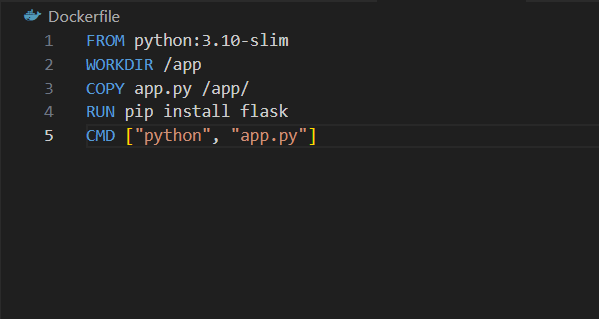 Dockerfile
1 FROM python:3.10-slim
2 WORKDIR /app
3 COPY app.py /app/
4 RUN pip install flask
5 CMD ["python", "app.py"]